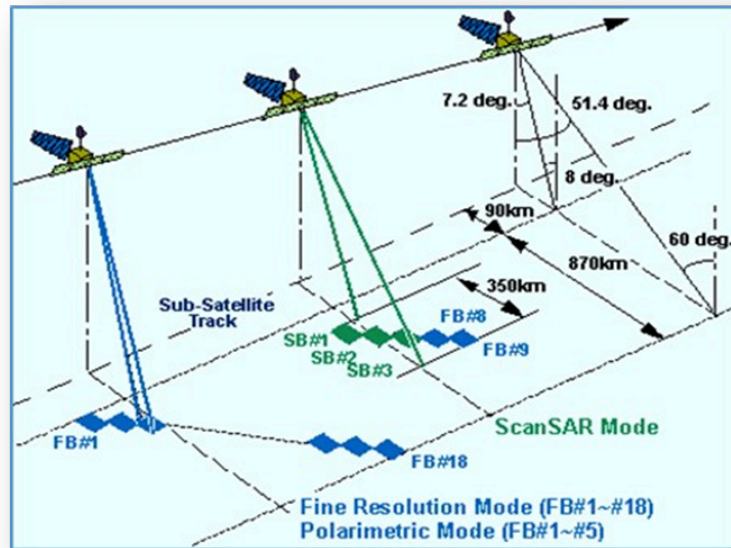 7.2 deg.
51.4 deg.
8 deg.
90km
60 deg.
870km
350km
Sub-Satellite
Track
FB#8
SB#1
SB#2
FB#9
SB#3
ScanSAR Mode
FB#1
FB#18
Fine Resolution Mode (FB#1~#18)
Polarimetric Mode (FB#1~#5)